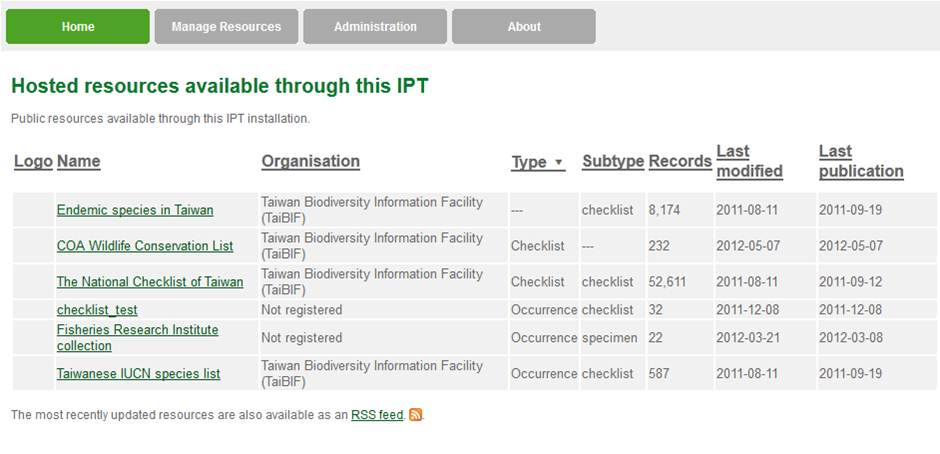 Home Manage Resources Administration About
Hosted resources available through this IPT
Public resources available through this IPT installation.
Logo Name Organisation Type Subtype Records Last modified Last publication
Endemic species in Taiwan Taiwan Biodiversity Information Facility (TaiBIF) --- checklist 8,174 2011-08-11 2011-09-19
COA Wildlife Conservation List Taiwan Biodiversity Information Facility (TaiBIF) Checklist --- 232 2012-05-07 2012-05-07
The National Checklist of Taiwan Taiwan Biodiversity Information Facility (TaiBIF) Checklist checklist 52,611 2011-08-11 2011-09-12
checklist_test Not registered Occurrence checklist 32 2011-12-08 2011-12-08
Fisheries Research Institute collection Not registered Occurrence specimen 22 2012-03-21 2012-03-08
Taiwanese IUCN species list Taiwan Biodiversity Information Facility (TaiBIF) Occurrence checklist 587 2011-08-11 2011-09-19
The most recently updated resources are also available as an RSS feed.